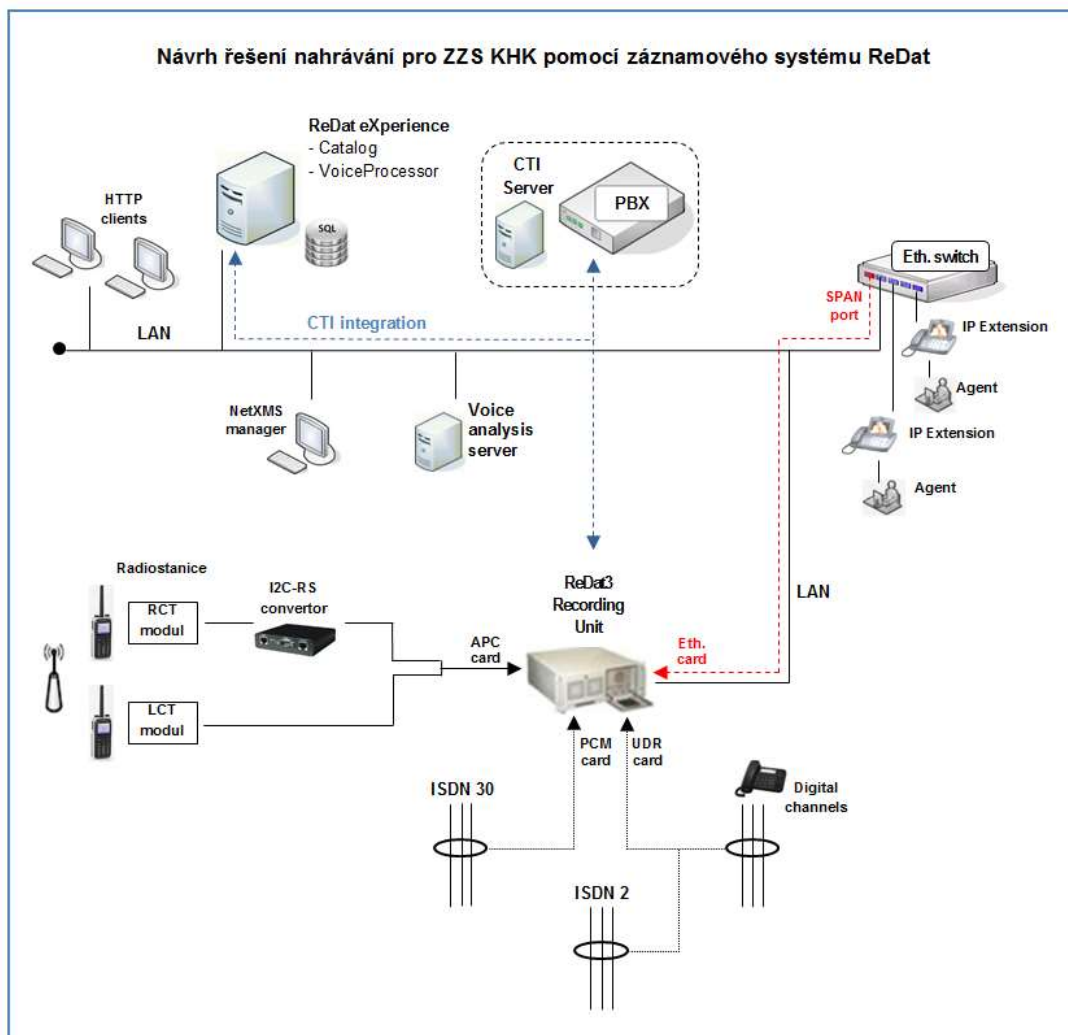 Návrh řešení nahrávání pro ZZS KHK pomocí záznamového systému ReDat
ReDat eXperience
- Catalog
- VoiceProcessor
SQL
HTTP
clients
CTI
Server
PBX
Eth. switch
SPAN
port
IP Extension
Agent
IP Extension
Agent
LAN
CTI integration
NetXMS
manager
Voice
analysis
server
Radiostanice
RCT
modul
I2C-RS
convertor
LCT
modul
APC
card
ReDat3
Recording
Unit
Eth.
card
LAN
PCM
card
UDR
card
ISDN 30
ISDN 2
Digital
channels